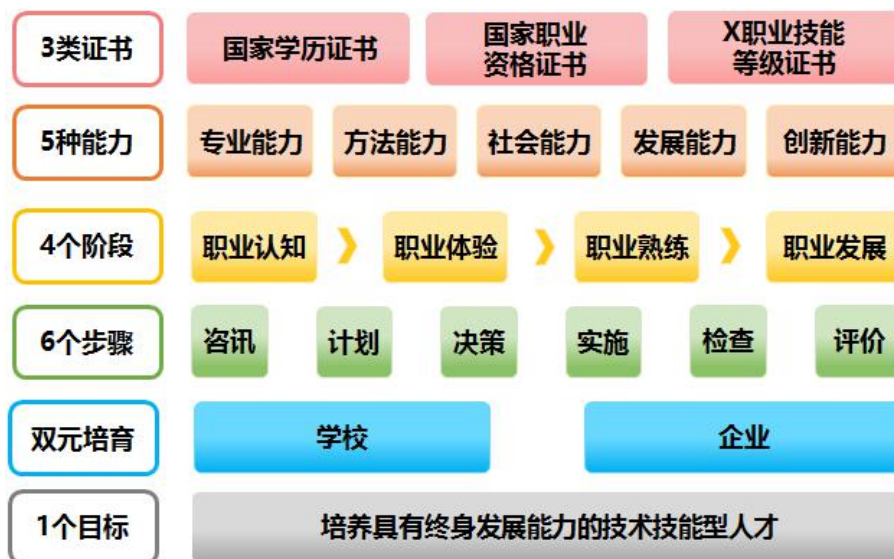 3类证书
国家学历证书
国家职业
资格证书
X职业技能
等级证书
5种能力
专业能力
方法能力
社会能力
发展能力
创新能力
4个阶段
职业认知
职业体验
职业熟练
职业发展
6个步骤
咨讯
计划
决策
实施
检查
评价
双元培育
学校
企业
1个目标
培养具有终身发展能力的技术技能型人才